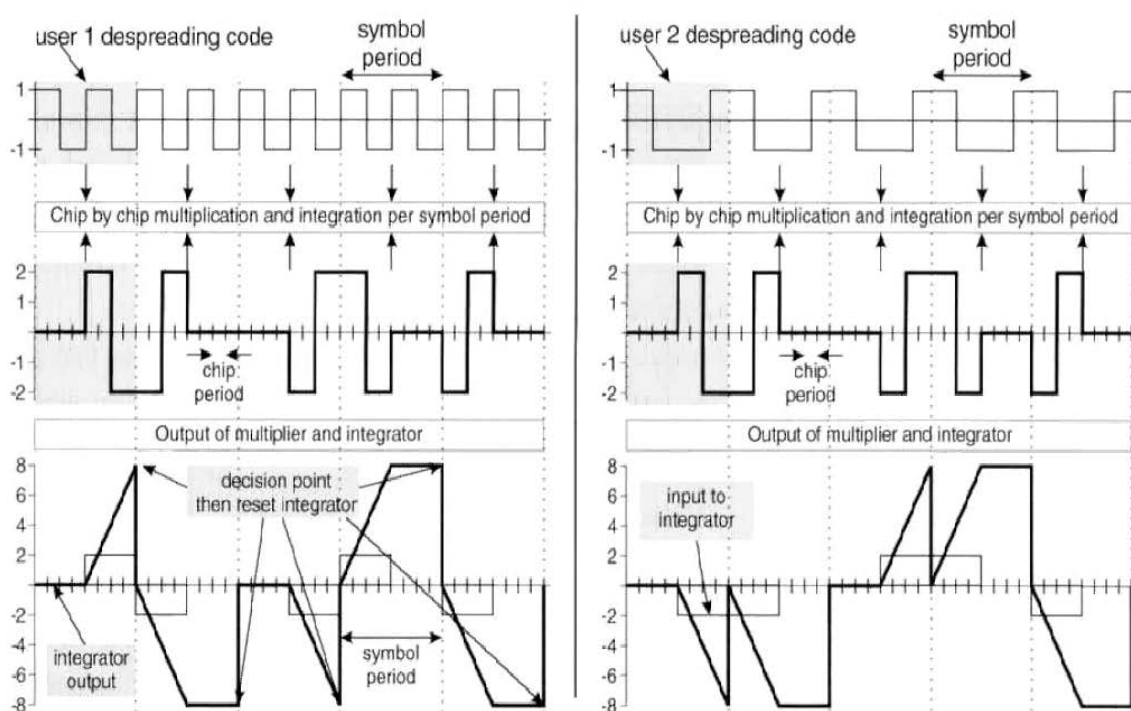 user 1 despreading code
symbol
period
1
-1
Chip by chip multiplication and integration per symbol period
2
1
-1
-2
chip
period
Output of multiplier and integrator
8
6
4
2
-2
-4
-6
-8
decision point
then reset integrator
integrator
output
symbol
period
user 2 despreading code
symbol
period
1
-1
Chip by chip multiplication and integration per symbol period
2
1
-1
-2
chip
period
Output of multiplier and integrator
8
6
4
2
-2
-4
-6
-8
input to
integrator